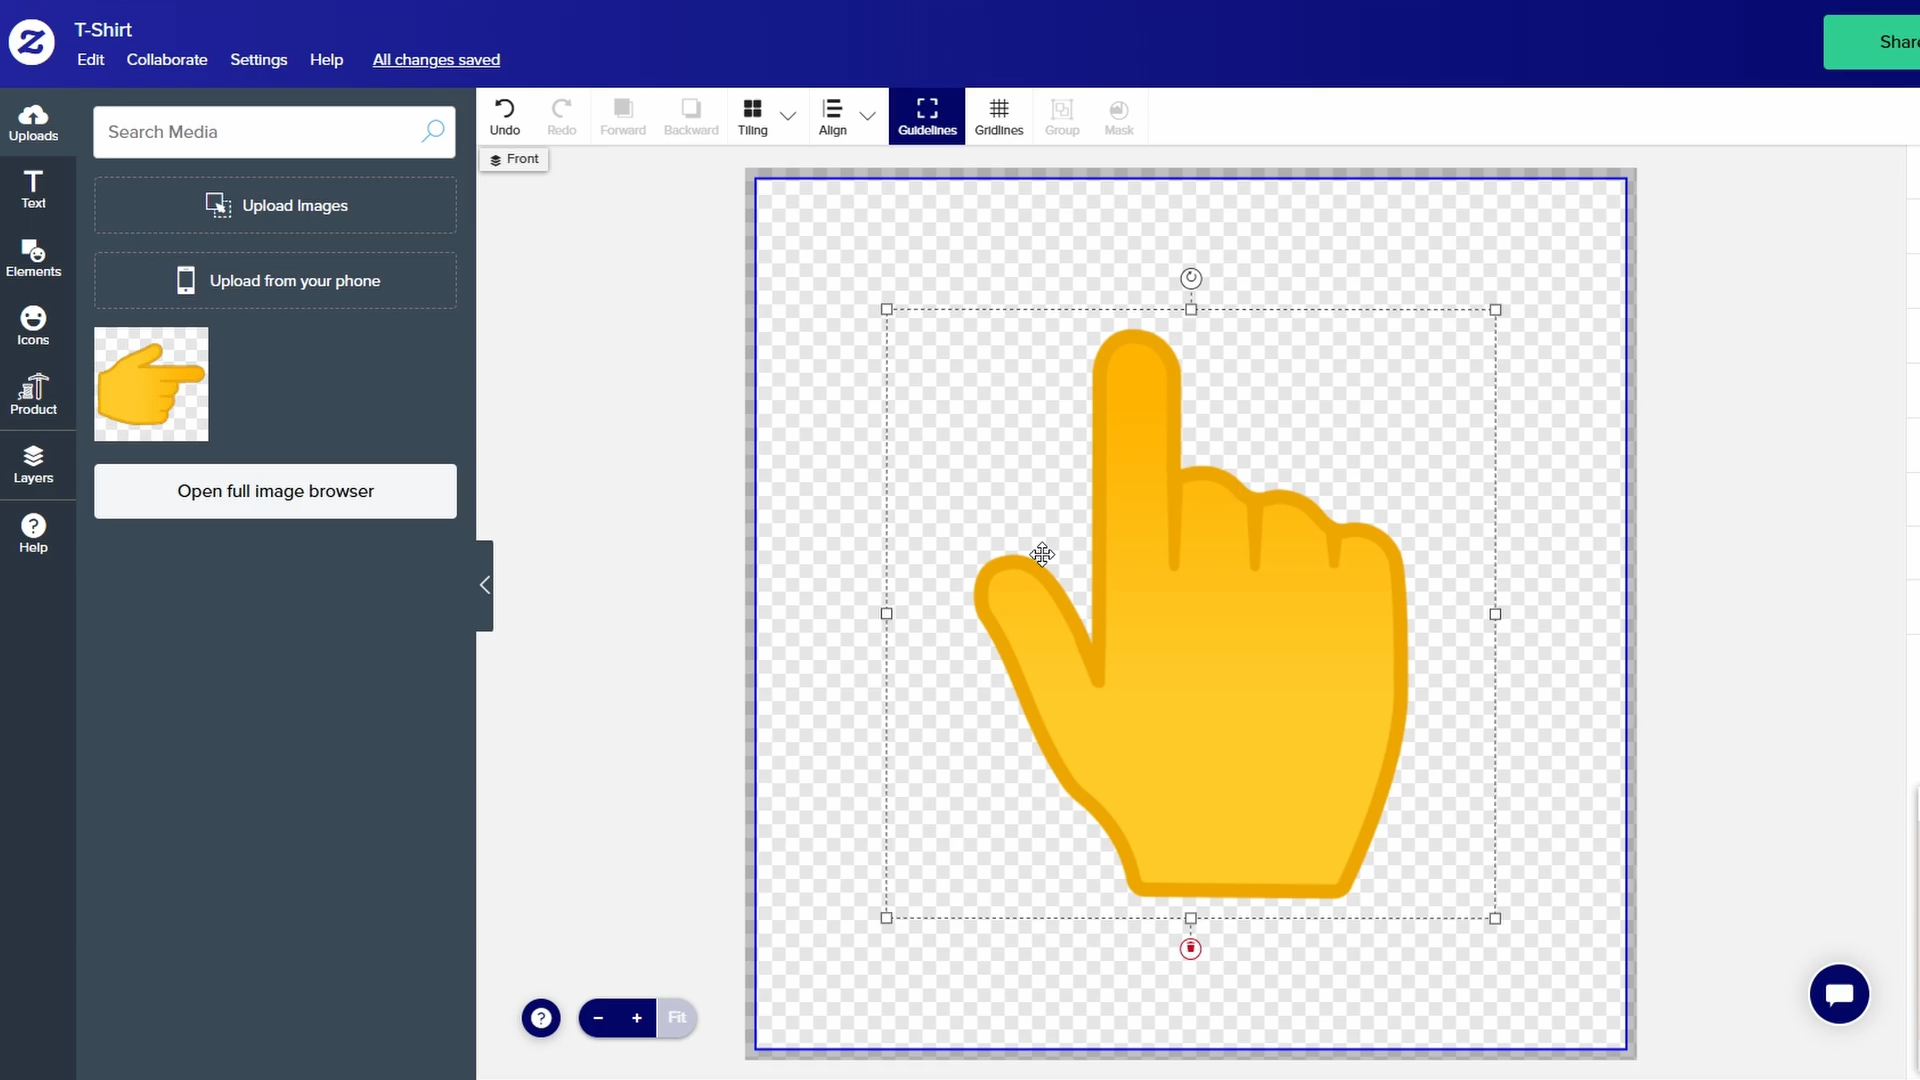 T-Shirt
Edit Collaborate Settings Help All changes saved
Share
Uploads
Text
Elements
Icons
Product
Layers
Help
Search Media
Upload Images
Upload from your phone
Open full image browser
Undo Redo Forward Backward Tiling Align Guidelines Gridlines Group Mask
Front
Fit